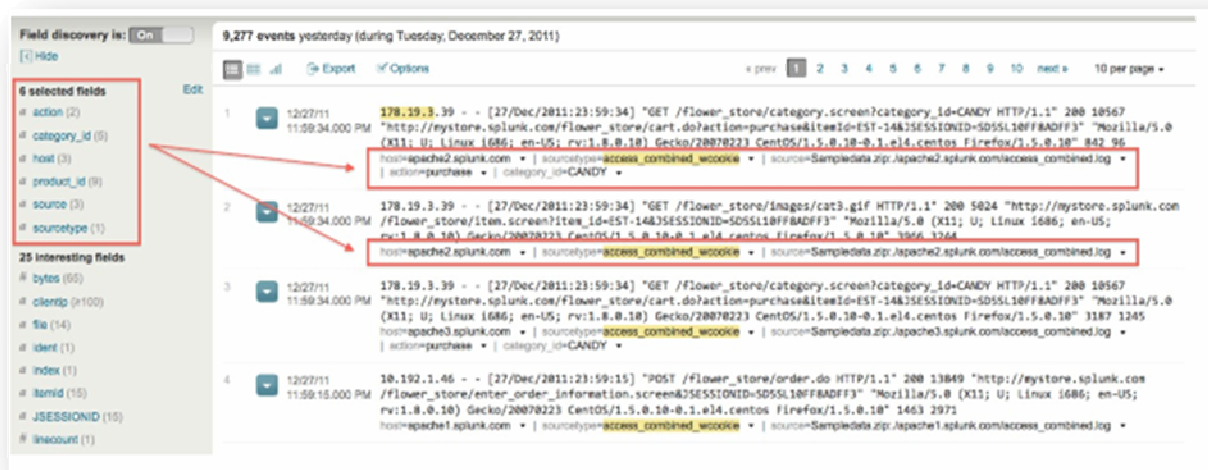 Field discovery is: On
Hide
6 selected fields Edit
action (2)
category_id (5)
host (3)
product_id (9)
source (3)
sourcetype (1)
25 interesting fields
bytes (65)
clientip (≥100)
file (14)
ident (1)
index (1)
itemId (15)
JSESSIONID (15)
linecount (1)
9,277 events yesterday (during Tuesday, December 27, 2011)
Export Options
« prev 1 2 3 4 5 6 7 8 9 10 next » 10 per page
1 12/27/11
11:59:34.000 PM
178.19.3.39 - - [27/Dec/2011:23:59:34] "GET /flower_store/category.screen?category_id=CANDY HTTP/1.1" 200 10567
"http://mystore.splunk.com/flower_store/cart.do?action=purchase&itemId=EST-14&JSESSIONID=SD5SL10FF8ADFF3" "Mozilla/5.0
(X11; U; Linux i686; en-US; rv:1.8.0.10) Gecko/20070223 CentOS/1.5.0.10-0.1.el4.centos Firefox/1.5.0.10" 842 96
host=apache2.splunk.com | sourcetype=access_combined_wcookie | source=Sampledata.zip:./apache2.splunk.com/access_combined.log
| action=purchase | category_id=CANDY
2 12/27/11
11:59:34.000 PM
178.19.3.39 - - [27/Dec/2011:23:59:34] "GET /flower_store/images/cat3.gif HTTP/1.1" 200 5024 "http://mystore.splunk.com
/flower_store/item.screen?item_id=EST-14&JSESSIONID=SD5SL10FF8ADFF3" "Mozilla/5.0 (X11; U; Linux i686; en-US;
rv:1.8.0.10) Gecko/20070223 CentOS/1.5.0.10-0.1.el4.centos Firefox/1.5.0.10" 3966 3244
host=apache2.splunk.com | sourcetype=access_combined_wcookie | source=Sampledata.zip:./apache2.splunk.com/access_combined.log
3 12/27/11
11:59:34.000 PM
178.19.3.39 - - [27/Dec/2011:23:59:34] "GET /flower_store/category.screen?category_id=CANDY HTTP/1.1" 200 10567
"http://mystore.splunk.com/flower_store/cart.do?action=purchase&itemId=EST-14&JSESSIONID=SD5SL10FF8ADFF3" "Mozilla/5.0
(X11; U; Linux i686; en-US; rv:1.8.0.10) Gecko/20070223 CentOS/1.5.0.10-0.1.el4.centos Firefox/1.5.0.10" 3187 1245
host=apache3.splunk.com | sourcetype=access_combined_wcookie | source=Sampledata.zip:./apache3.splunk.com/access_combined.log
| action=purchase | category_id=CANDY
4 12/27/11
11:59:15.000 PM
10.192.1.46 - - [27/Dec/2011:23:59:15] "POST /flower_store/order.do HTTP/1.1" 200 13849 "http://mystore.splunk.com
/flower_store/enter_order_information.screen&JSESSIONID=SD5SL10FF8ADFF3" "Mozilla/5.0 (X11; U; Linux i686; en-US;
rv:1.8.0.10) Gecko/20070223 CentOS/1.5.0.10-0.1.el4.centos Firefox/1.5.0.10" 1463 2971
host=apache1.splunk.com | sourcetype=access_combined_wcookie | source=Sampledata.zip:./apache1.splunk.com/access_combined.log